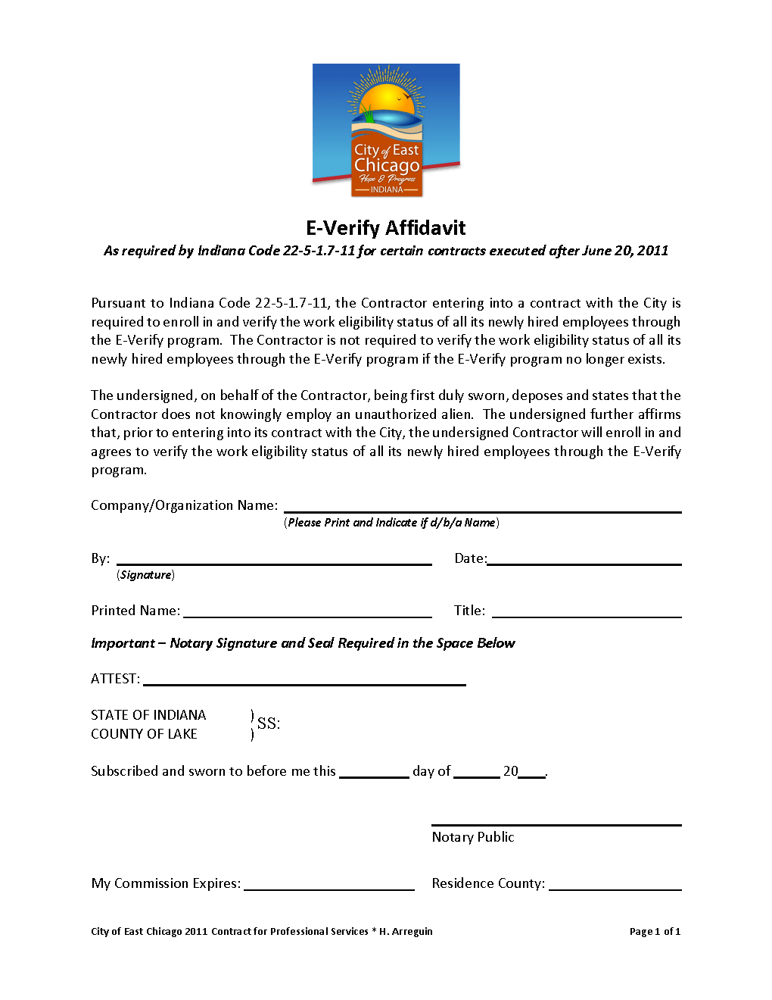 City of East
Chicago
Hope & Progress
INDIANA
E-Verify Affidavit
As required by Indiana Code 22-5-1.7-11 for certain contracts executed after June 20, 2011
Pursuant to Indiana Code 22-5-1.7-11, the Contractor entering into a contract with the City is
required to enroll in and verify the work eligibility status of all its newly hired employees through
the E-Verify program.  The Contractor is not required to verify the work eligibility status of all its
newly hired employees through the E-Verify program if the E-Verify program no longer exists.
The undersigned, on behalf of the Contractor, being first duly sworn, deposes and states that the
Contractor does not knowingly employ an unauthorized alien.  The undersigned further affirms
that, prior to entering into its contract with the City, the undersigned Contractor will enroll in and
agrees to verify the work eligibility status of all its newly hired employees through the E-Verify
program.
Company/Organization Name:
(Please Print and Indicate if d/b/a Name)
By: Date:
(Signature)
Printed Name: Title:
Important – Notary Signature and Seal Required in the Space Below
ATTEST:
STATE OF INDIANA )
SS:
COUNTY OF LAKE )
Subscribed and sworn to before me this ______ day of ______ 20____.
Notary Public
My Commission Expires: Residence County:
City of East Chicago 2011 Contract for Professional Services * H. Arreguin Page 1 of 1